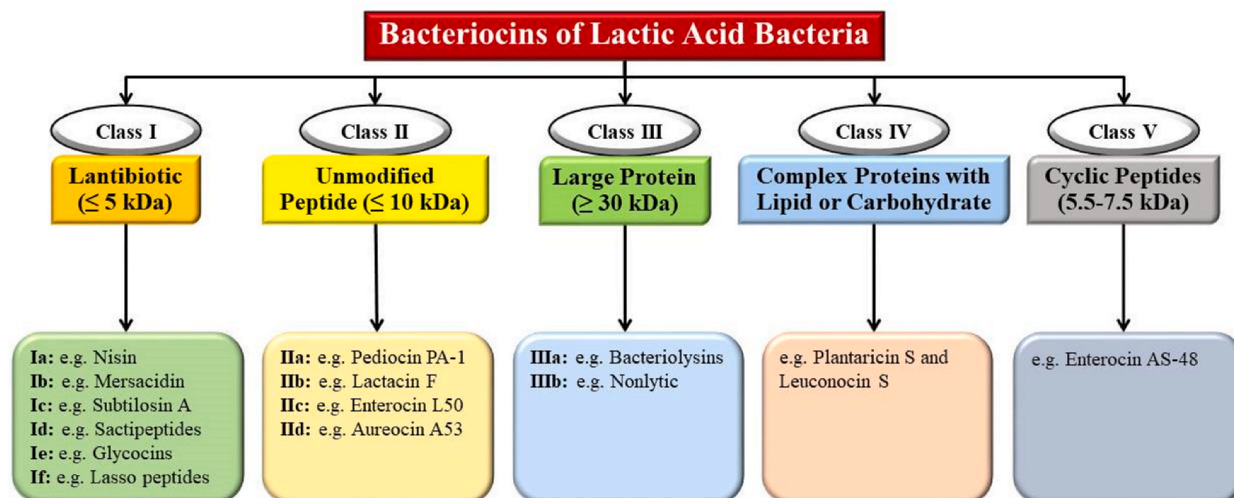 Bacteriocins of Lactic Acid Bacteria
Class I
Class II
Class III
Class IV
Class V
Lantibiotic
(≤ 5 kDa)
Unmodified
Peptide (≤ 10 kDa)
Large Protein
(≥ 30 kDa)
Complex Proteins with
Lipid or Carbohydrate
Cyclic Peptides
(5.5-7.5 kDa)
Ia: e.g. Nisin
Ib: e.g. Mersacidin
Ic: e.g. Subtilosin A
Id: e.g. Sactipeptides
Ie: e.g. Glycocins
If: e.g. Lasso peptides
IIa: e.g. Pediocin PA-1
IIb: e.g. Lactacin F
IIc: e.g. Enterocin L50
IId: e.g. Aureocin A53
IIIa: e.g. Bacteriolysins
IIIb: e.g. Nonlytic
e.g. Plantaricin S and
Leuconocin S
e.g. Enterocin AS-48